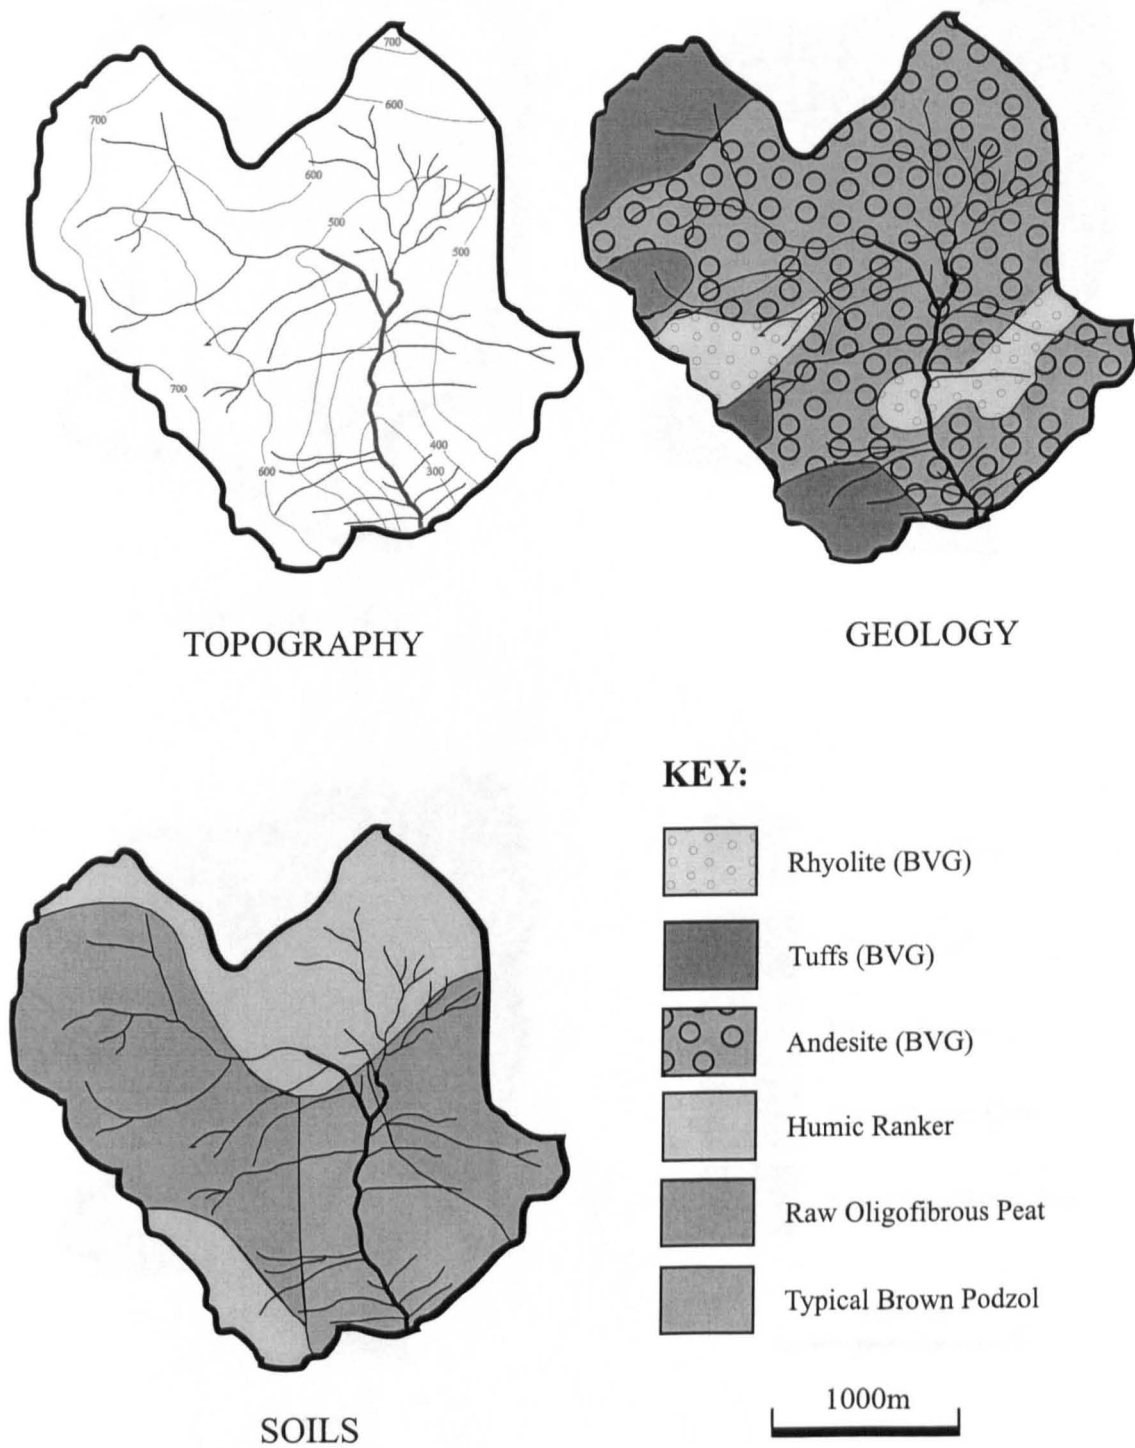 700
600
700
600
500
500
700
400
300
600
TOPOGRAPHY
GEOLOGY
KEY:
Rhyolite (BVG)
Tuffs (BVG)
Andesite (BVG)
Humic Ranker
Raw Oligofibrous Peat
Typical Brown Podzol
1000m
SOILS